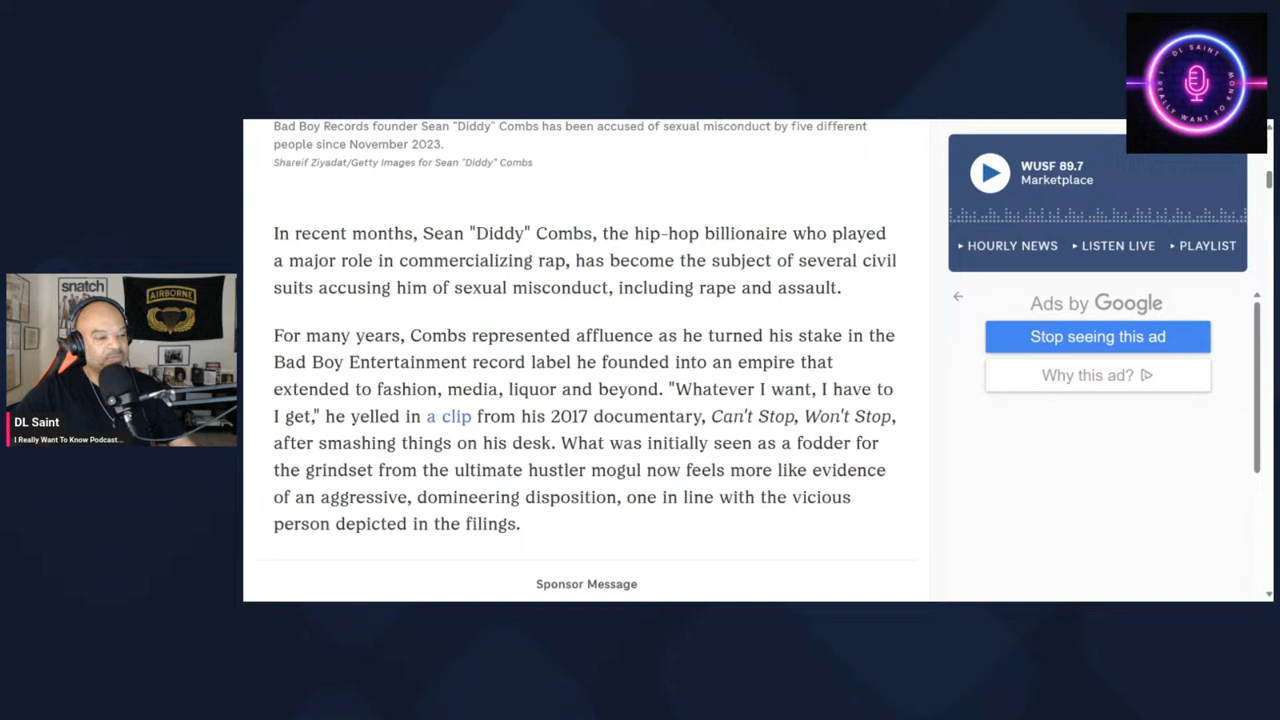 DL SAINT
I REALLY WANT TO KNOW
Bad Boy Records founder Sean "Diddy" Combs has been accused of sexual misconduct by five different
people since November 2023.
Shareif Ziyadat/Getty Images for Sean "Diddy" Combs
In recent months, Sean "Diddy" Combs, the hip-hop billionaire who played
a major role in commercializing rap, has become the subject of several civil
suits accusing him of sexual misconduct, including rape and assault.
For many years, Combs represented affluence as he turned his stake in the
Bad Boy Entertainment record label he founded into an empire that
extended to fashion, media, liquor and beyond. "Whatever I want, I have to
I get," he yelled in a clip from his 2017 documentary, Can't Stop, Won't Stop,
after smashing things on his desk. What was initially seen as a fodder for
the grindset from the ultimate hustler mogul now feels more like evidence
of an aggressive, domineering disposition, one in line with the vicious
person depicted in the filings.
Sponsor Message
WUSF 89.7
Marketplace
HOURLY NEWS
LISTEN LIVE
PLAYLIST
Ads by Google
Stop seeing this ad
Why this ad?
snatch
AIRBORNE
DL Saint
I Really Want To Know Podcast...